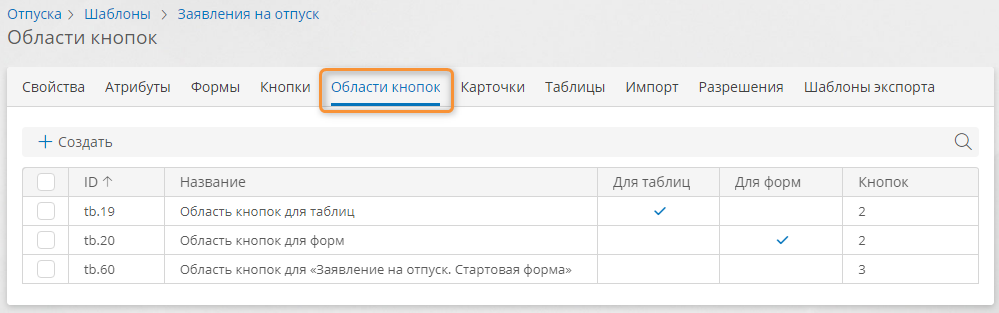 Отпуска > Шаблоны > Заявления на отпуск
Области кнопок
Свойства Атрибуты Формы Кнопки Области кнопок Карточки Таблицы Импорт Разрешения Шаблоны экспорта
+ Создать
ID ↑ Название Для таблиц Для форм Кнопок
tb.19 Область кнопок для таблиц ✓ 2
tb.20 Область кнопок для форм ✓ 2
tb.60 Область кнопок для «Заявление на отпуск. Стартовая форма» 3